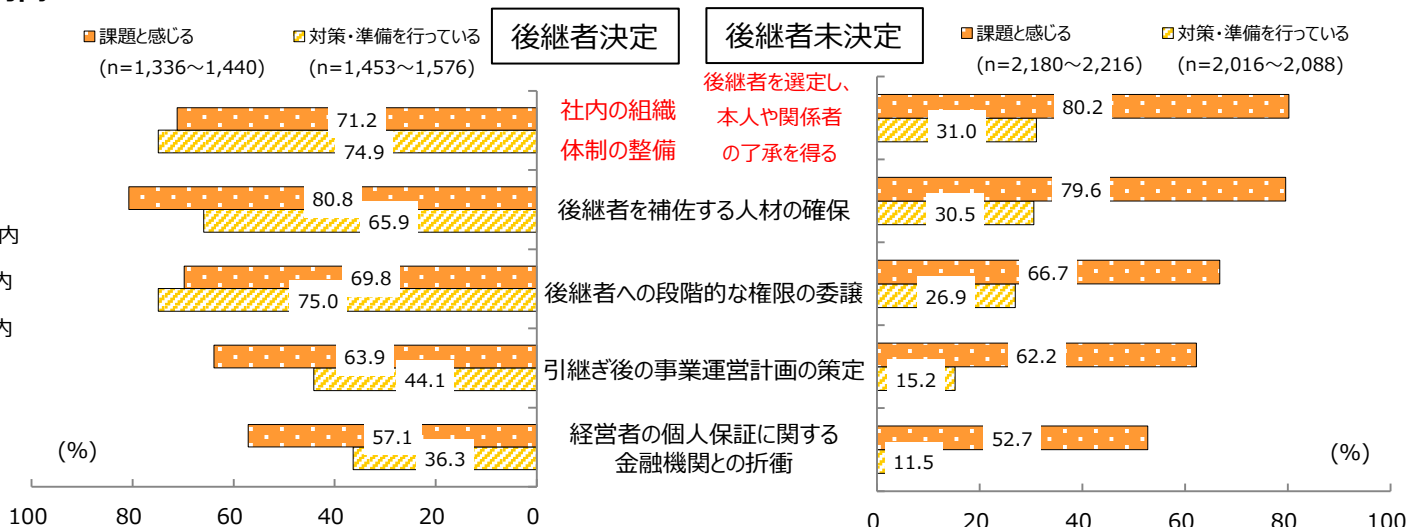 後継者決定
後継者未決定
課題と感じる
対策・準備を行っている
(n=1,336～1,440)
(n=1,453～1,576)
課題と感じる
対策・準備を行っている
(n=2,180～2,216)
(n=2,016～2,088)
71.2
74.9
社内の組織
体制の整備
後継者を選定し、
本人や関係者
の了承を得る
80.2
31.0
80.8
65.9
後継者を補佐する人材の確保
79.6
30.5
内
内
内
69.8
75.0
後継者への段階的な権限の委譲
66.7
26.9
63.9
44.1
引継ぎ後の事業運営計画の策定
62.2
15.2
57.1
36.3
経営者の個人保証に関する
金融機関との折衝
52.7
11.5
(%)
(%)
100 80 60 40 20 0
0 20 40 60 80 100